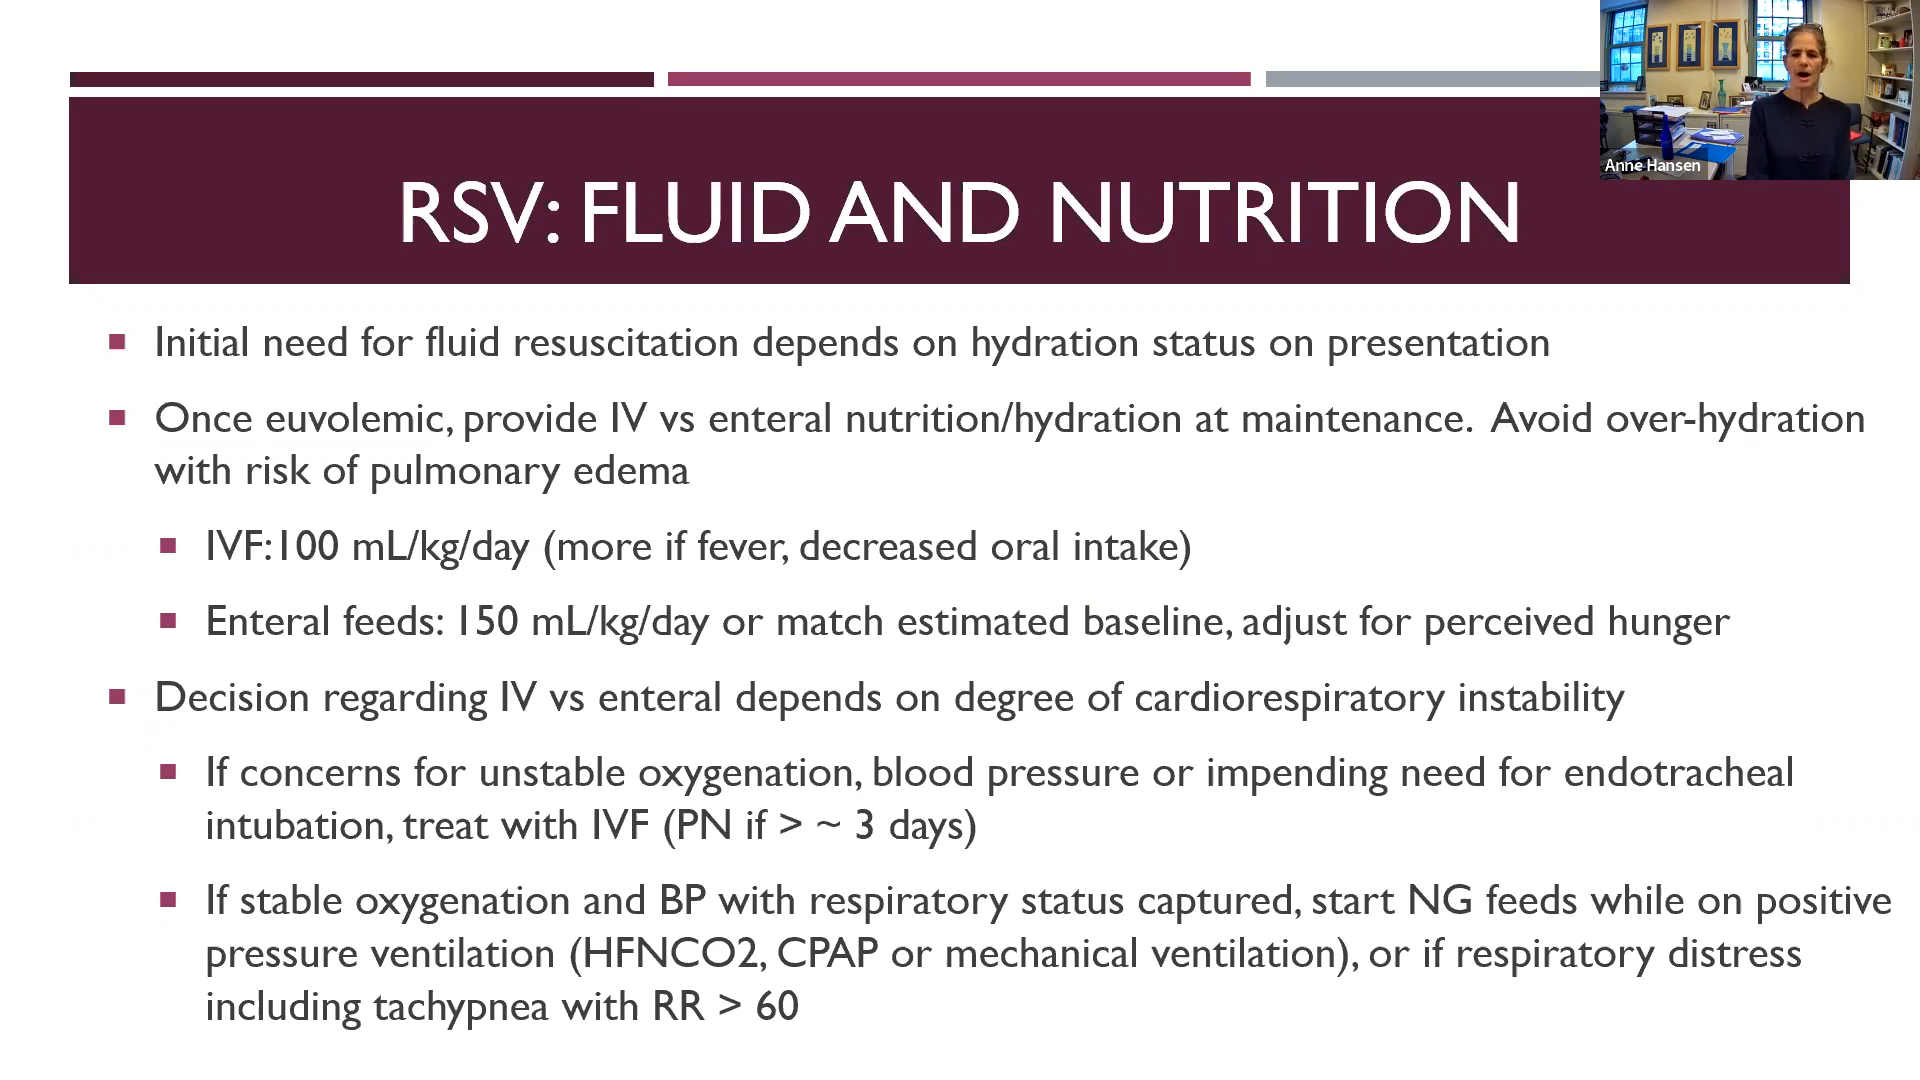 Anne Hansen
RSV: FLUID AND NUTRITION
Initial need for fluid resuscitation depends on hydration status on presentation
Once euvolemic, provide IV vs enteral nutrition/hydration at maintenance. Avoid over-hydration
with risk of pulmonary edema
IVF:100 mL/kg/day (more if fever, decreased oral intake)
Enteral feeds: 150 mL/kg/day or match estimated baseline, adjust for perceived hunger
Decision regarding IV vs enteral depends on degree of cardiorespiratory instability
If concerns for unstable oxygenation, blood pressure or impending need for endotracheal
intubation, treat with IVF (PN if > ~ 3 days)
If stable oxygenation and BP with respiratory status captured, start NG feeds while on positive
pressure ventilation (HFNCO2, CPAP or mechanical ventilation), or if respiratory distress
including tachypnea with RR > 60